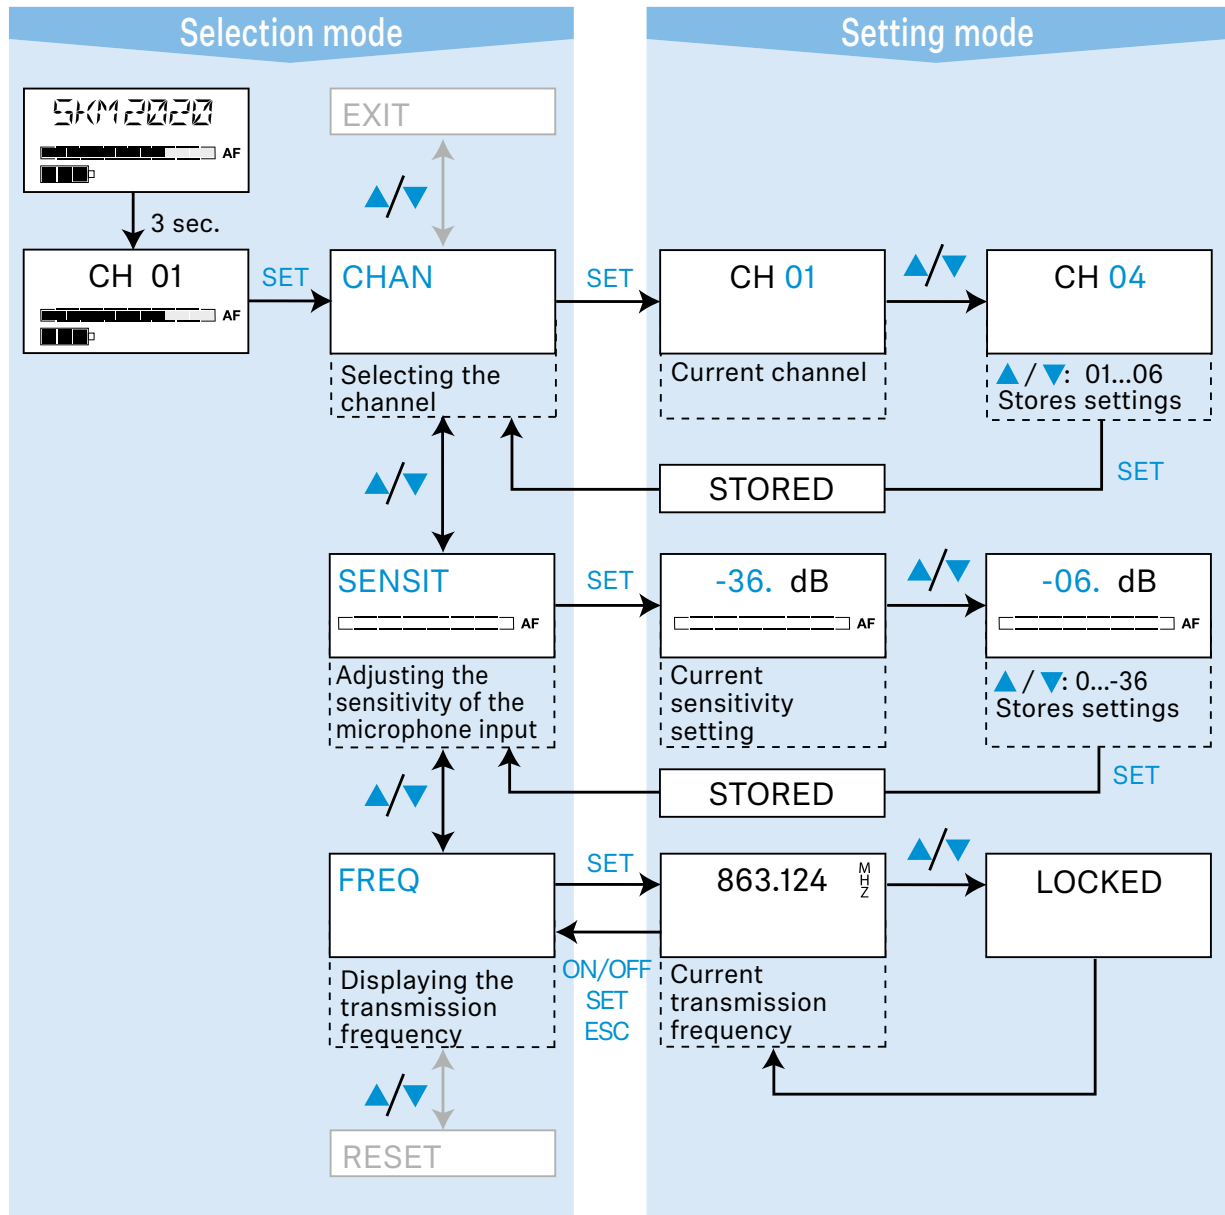 Selection mode
Setting mode
SKM2020
AF
3 sec.
CH 01
AF
SET
EXIT
▲/▼
CHAN
Selecting the
channel
SET
CH 01
Current channel
▲/▼
CH 04
▲ / ▼: 01...06
Stores settings
SET
STORED
▲/▼
SENSIT
AF
Adjusting the
sensitivity of the
microphone input
SET
-36. dB
AF
Current
sensitivity
setting
▲/▼
-06. dB
AF
▲ / ▼: 0...-36
Stores settings
SET
STORED
▲/▼
FREQ
Displaying the
transmission
frequency
SET
ON/OFF
SET
ESC
863.124 MHZ
Current
transmission
frequency
▲/▼
LOCKED
▲/▼
RESET